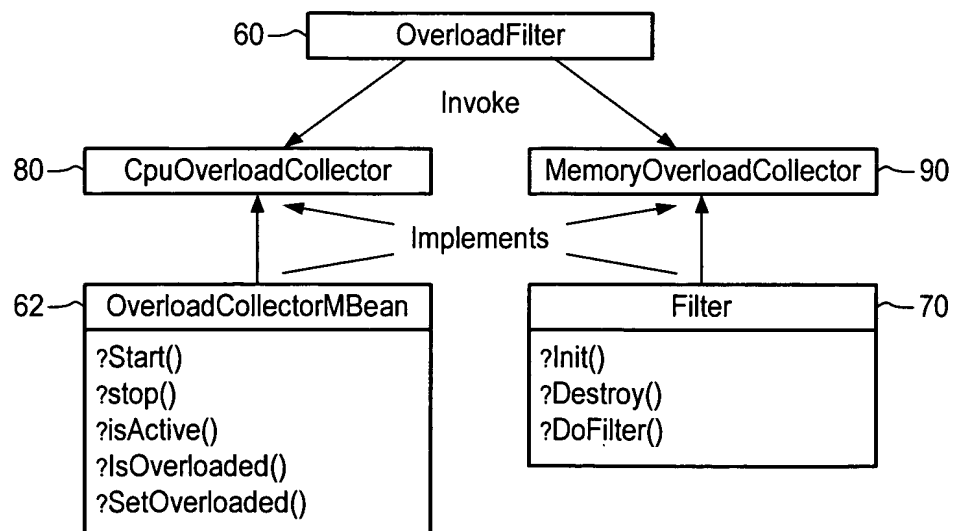 60 OverloadFilter
Invoke
80 CpuOverloadCollector
MemoryOverloadCollector 90
Implements
62 OverloadCollectorMBean
?Start()
?stop()
?isActive()
?IsOverloaded()
?SetOverloaded()
Filter 70
?Init()
?Destroy()
?DoFilter()